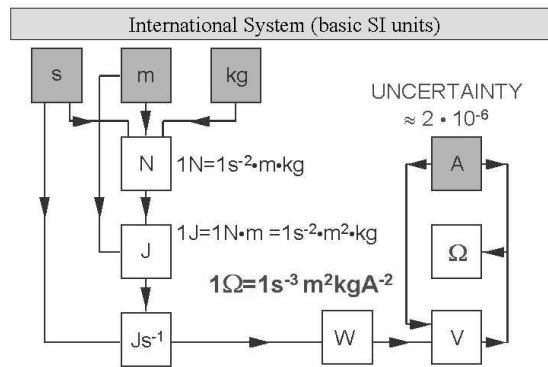 International System (basic SI units)
s
m
kg
UNCERTAINTY
≈ 2 • 10⁻⁶
N
1N=1s⁻²•m•kg
A
J
1J=1N•m =1s⁻²•m²•kg
Ω
1Ω=1s⁻³ m²kgA⁻²
Js⁻¹
W
V